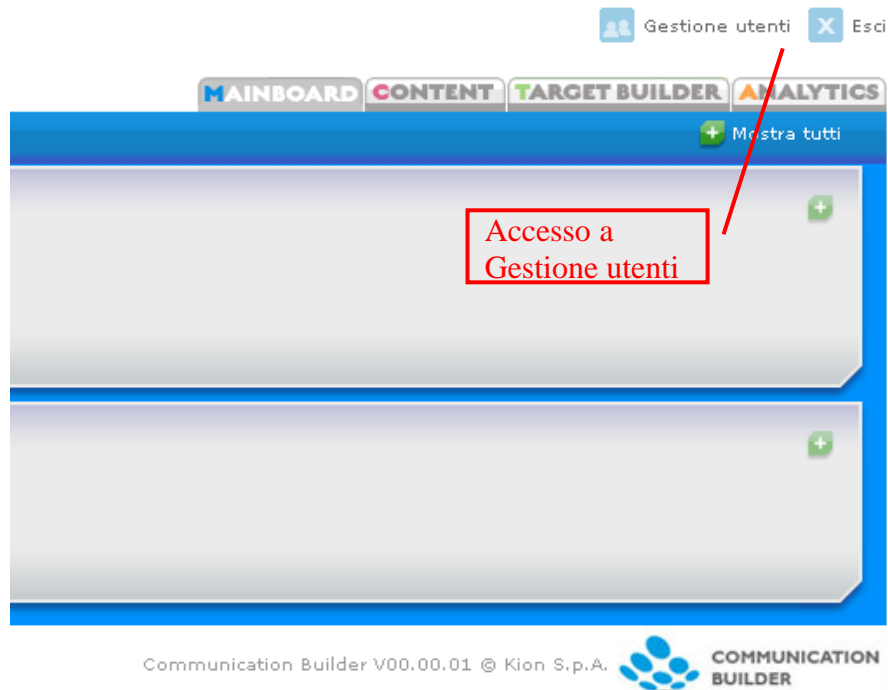 Gestione utenti X Esci
MAINBOARD CONTENT TARGET BUILDER ANALYTICS
Mostra tutti
Accesso a
Gestione utenti
Communication Builder V00.00.01 © Kion S.p.A.
COMMUNICATION
BUILDER